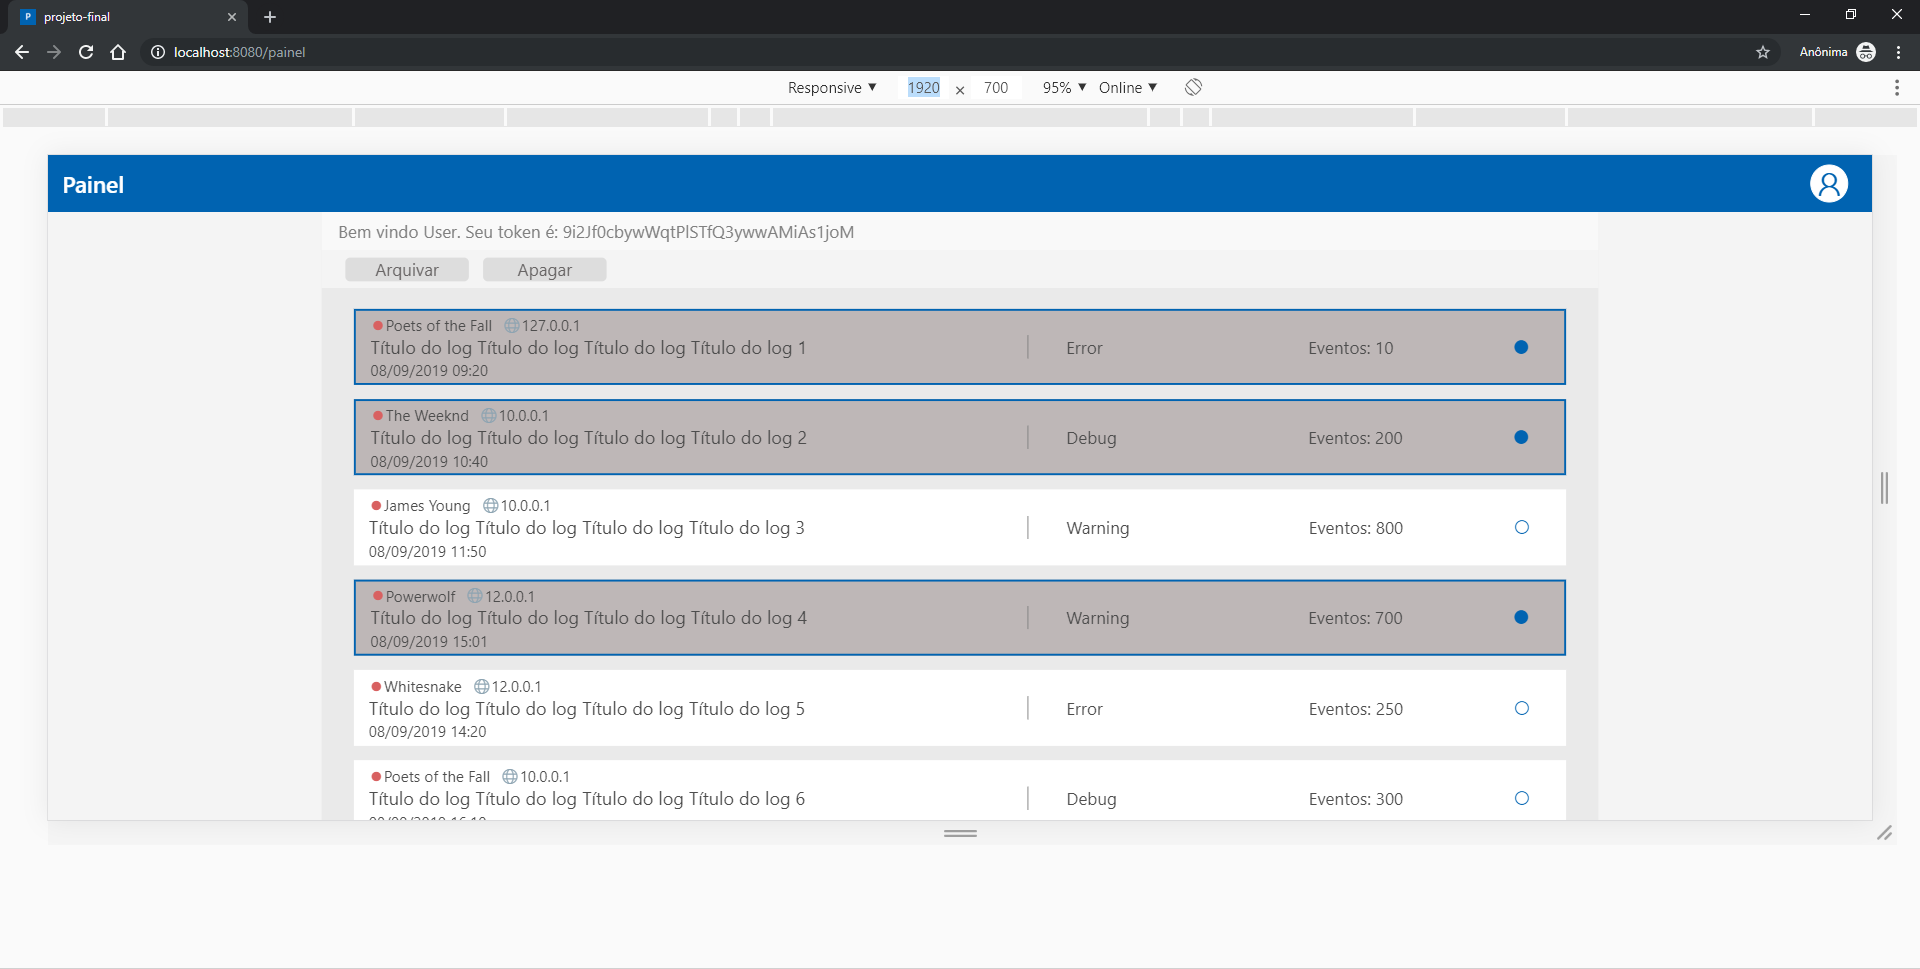 P projeto-final
localhost:8080/painel
Anônima
Responsive 1920 × 700 95% Online
Painel
Bem vindo User. Seu token é: 9i2Jf0cbywWqtPlSTfQ3ywwAMiAs1joM
Arquivar Apagar
Poets of the Fall 127.0.0.1
Título do log Título do log Título do log Título do log 1 Error Eventos: 10
08/09/2019 09:20
The Weeknd 10.0.0.1
Título do log Título do log Título do log Título do log 2 Debug Eventos: 200
08/09/2019 10:40
James Young 10.0.0.1
Título do log Título do log Título do log Título do log 3 Warning Eventos: 800
08/09/2019 11:50
Powerwolf 12.0.0.1
Título do log Título do log Título do log Título do log 4 Warning Eventos: 700
08/09/2019 15:01
Whitesnake 12.0.0.1
Título do log Título do log Título do log Título do log 5 Error Eventos: 250
08/09/2019 14:20
Poets of the Fall 10.0.0.1
Título do log Título do log Título do log Título do log 6 Debug Eventos: 300